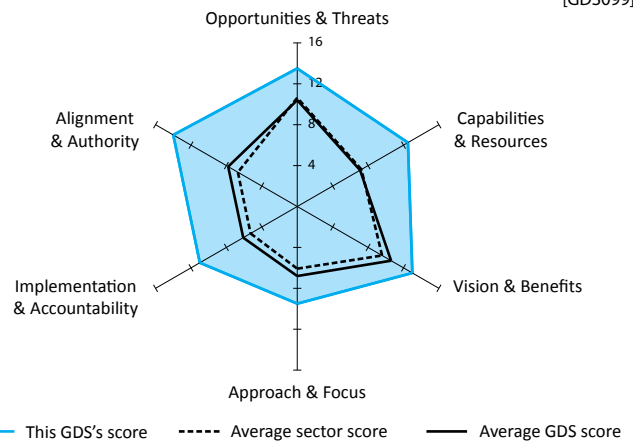 [GDS099]
Opportunities & Threats
16
12
8
4
Alignment
& Authority
Capabilities
& Resources
Implementation
& Accountability
Vision & Benefits
Approach & Focus
This GDS's score
Average sector score
Average GDS score